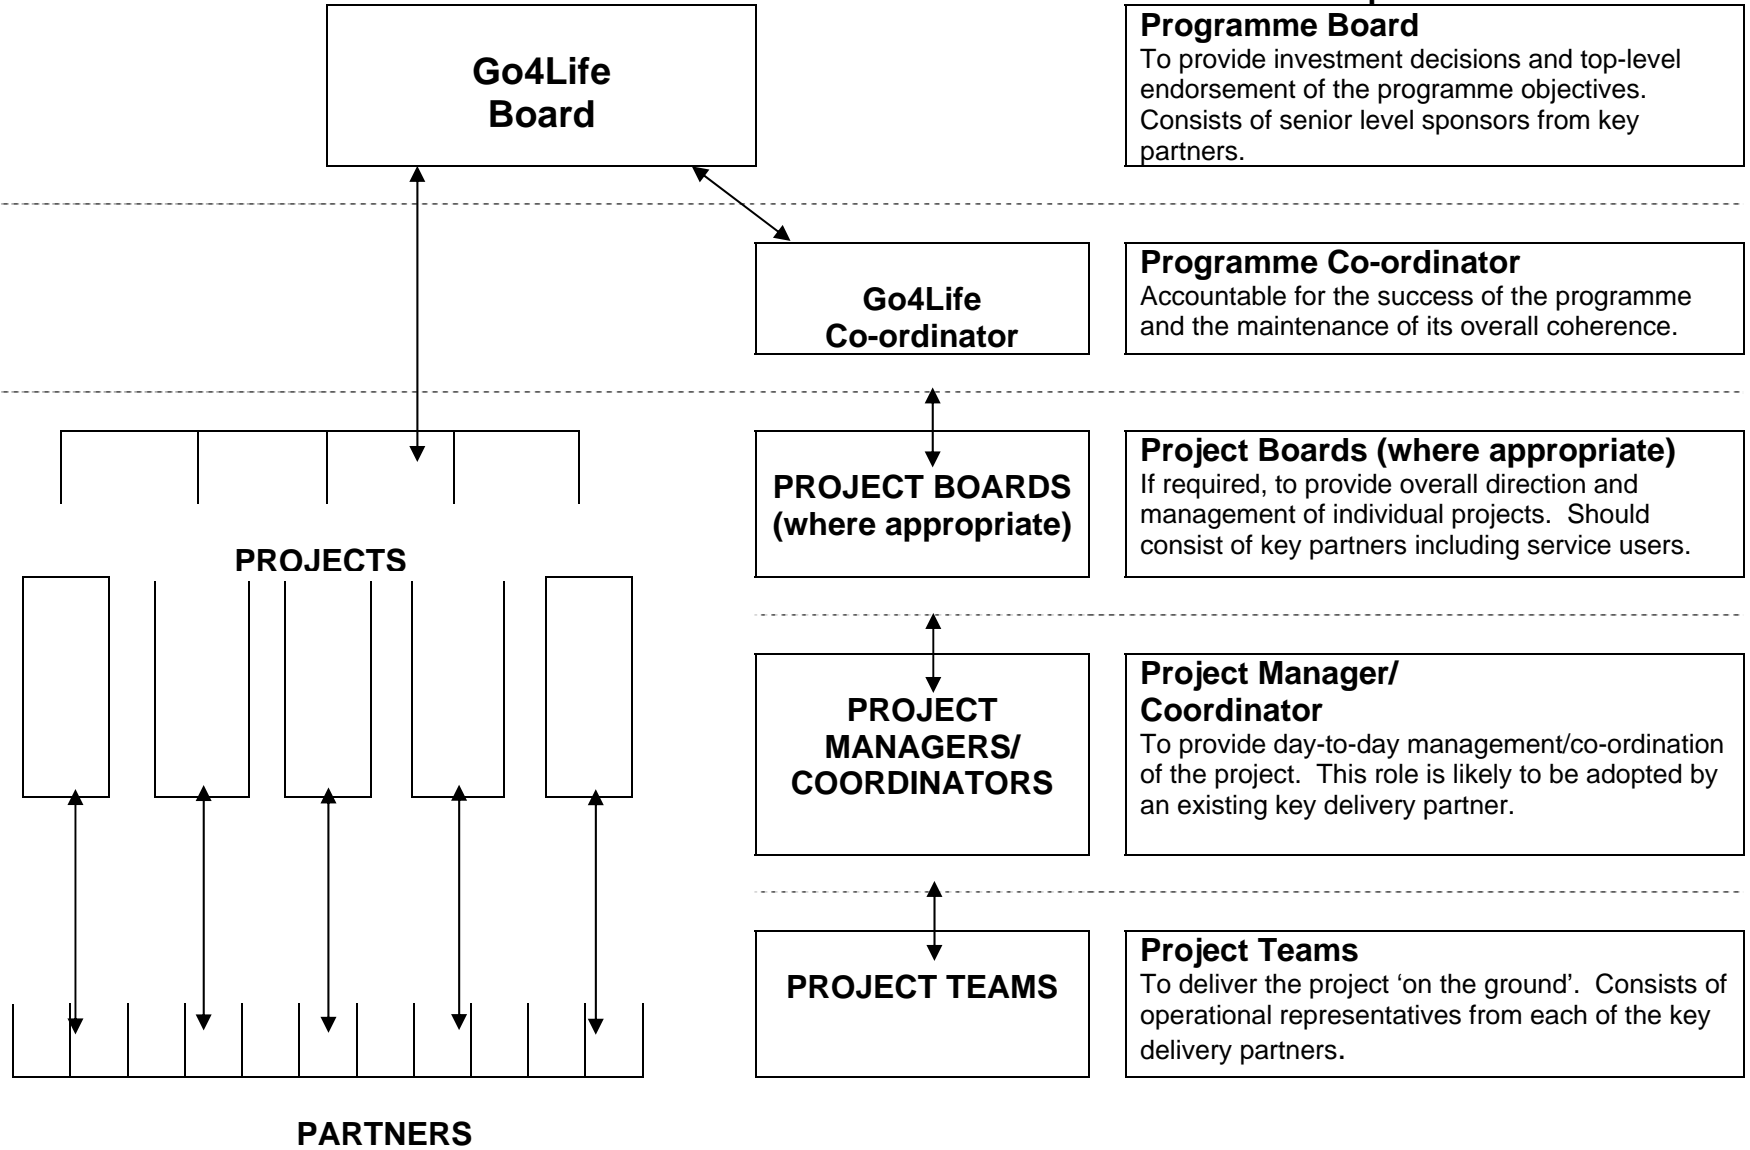 Programme Board
Go4Life
Board
To provide investment decisions and top-level
endorsement of the programme objectives.
Consists of senior level sponsors from key
partners.
Go4Life
Co-ordinator
Programme Co-ordinator
Accountable for the success of the programme
and the maintenance of its overall coherence.
PROJECTS
PROJECT BOARDS
(where appropriate)
Project Boards (where appropriate)
If required, to provide overall direction and
management of individual projects.  Should
consist of key partners including service users.
PROJECT
MANAGERS/
COORDINATORS
Project Manager/
Coordinator
To provide day-to-day management/co-ordination
of the project.  This role is likely to be adopted by
an existing key delivery partner.
PROJECT TEAMS
Project Teams
To deliver the project ‘on the ground’.  Consists of
operational representatives from each of the key
delivery partners.
PARTNERS